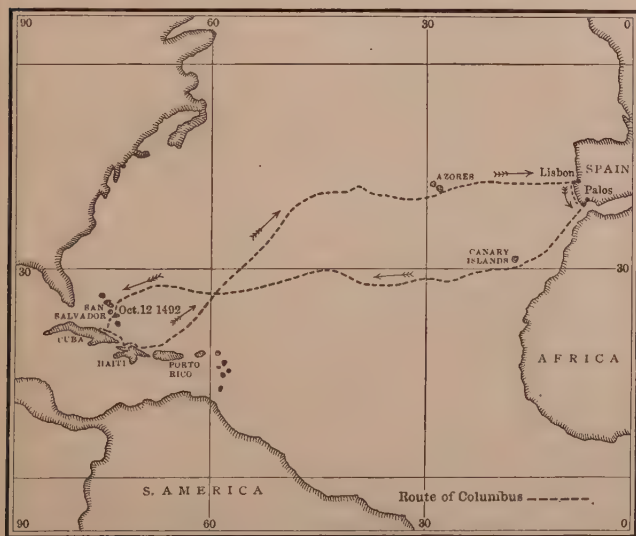 90
60
30
0
AZORES
Lisbon
SPAIN
Palos
CANARY
ISLANDS
30
30
SAN
SALVADOR
Oct.12 1492
CUBA
HAITI
PORTO
RICO
AFRICA
S. AMERICA
Route of Columbus
90
60
30
0